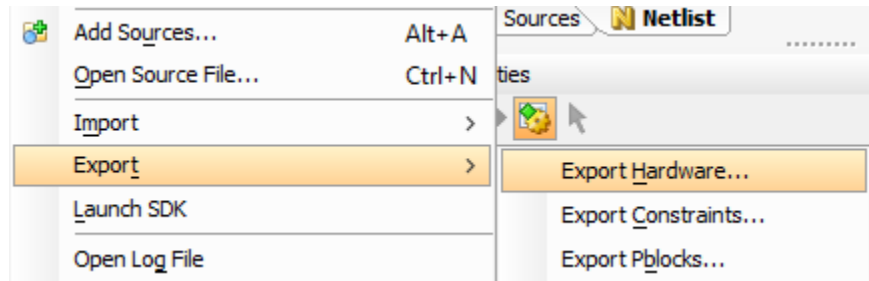 Add Sources... Alt+A
Open Source File... Ctrl+N
Import
Export
Launch SDK
Open Log File
Sources Netlist
ties
Export Hardware...
Export Constraints...
Export Pblocks...